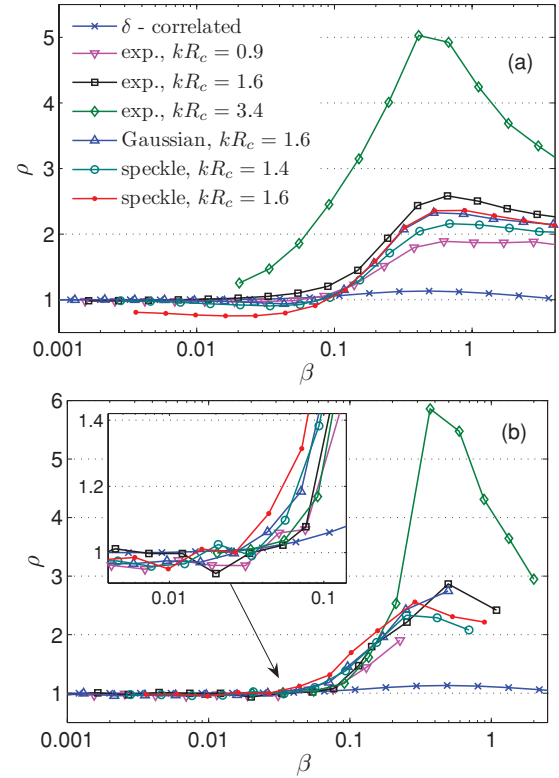 δ - correlated
exp., kR_c = 0.9
exp., kR_c = 1.6
exp., kR_c = 3.4
Gaussian, kR_c = 1.6
speckle, kR_c = 1.4
speckle, kR_c = 1.6
(a)
5
4
3
2
1
ρ
0.001 0.01 0.1 1
β
(b)
6
5
4
3
2
1
ρ
1.4
1.2
1
0.01 0.1
0.001 0.01 0.1 1
β